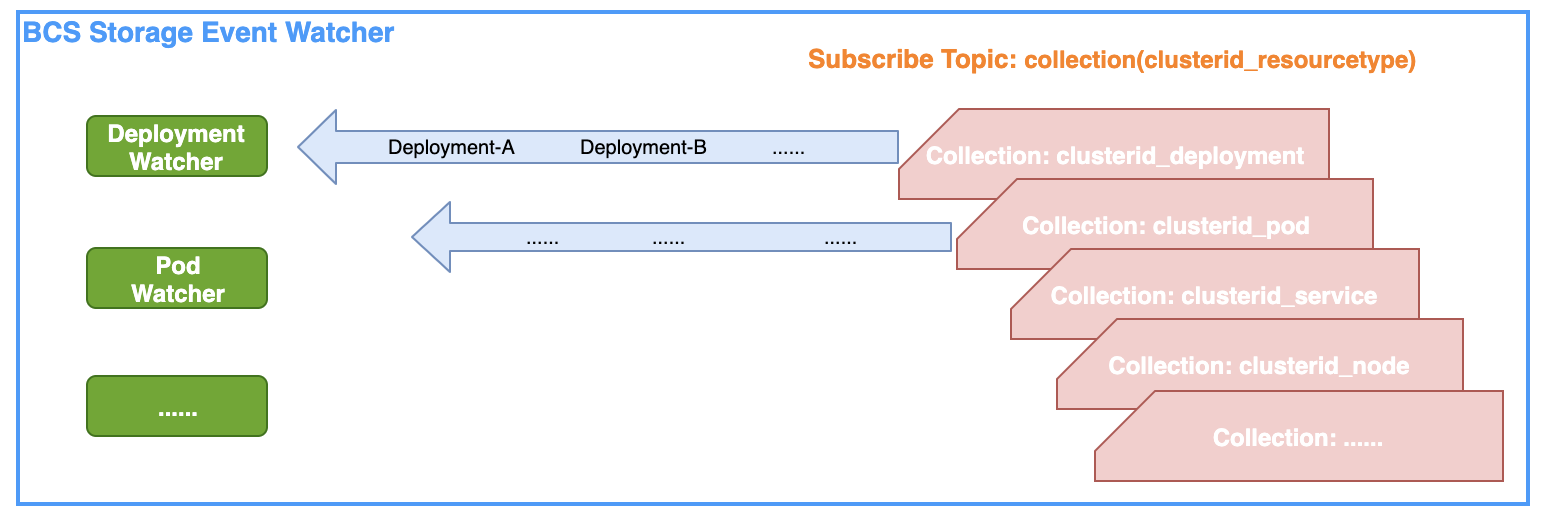 BCS Storage Event Watcher
Subscribe Topic: collection(clusterid_resourcetype)
Deployment
Watcher
Deployment-A Deployment-B ......
Collection: clusterid_deployment
Pod
Watcher
...... ...... ......
Collection: clusterid_pod
Collection: clusterid_service
Collection: clusterid_node
......
Collection: ......